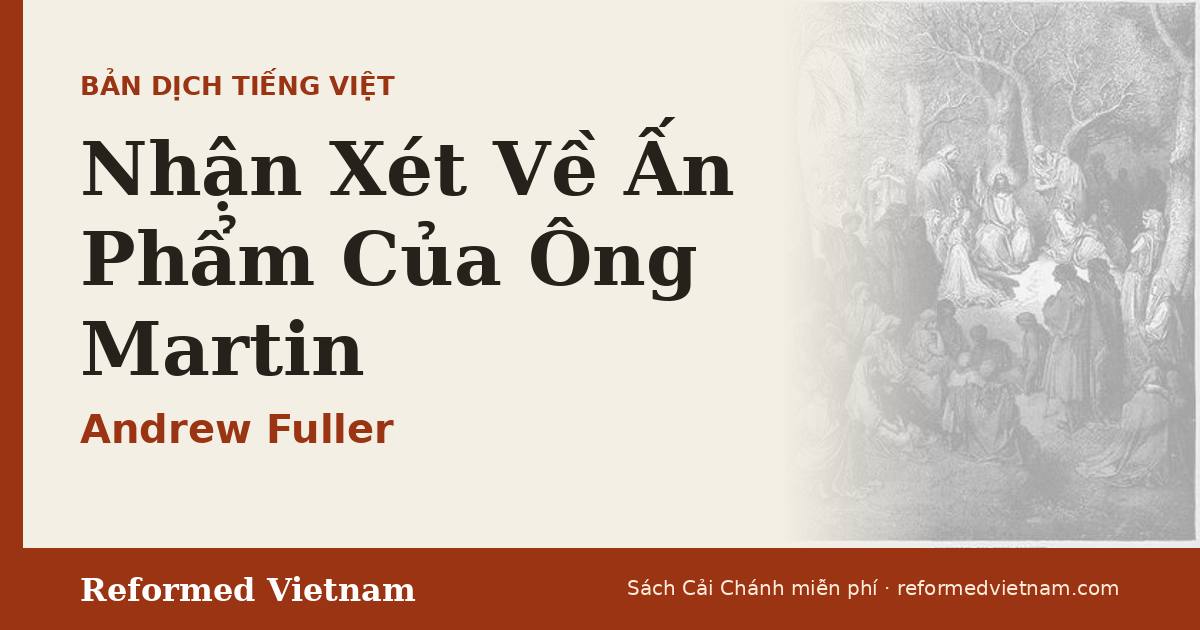 BẢN DỊCH TIẾNG VIỆT
Nhận Xét Về Ấn
Phẩm Của Ông
Martin
Andrew Fuller
Reformed Vietnam
Sách Cải Chánh miễn phí · reformedvietnam.com